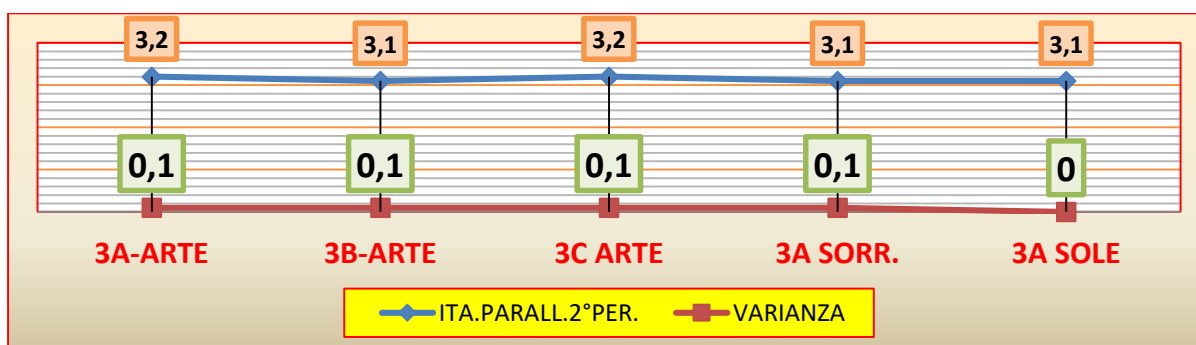 3,2 3,1 3,2 3,1 3,1
0,1 0,1 0,1 0,1 0
3A-ARTE 3B-ARTE 3C ARTE 3A SORR. 3A SOLE
ITA.PARALL.2°PER. VARIANZA